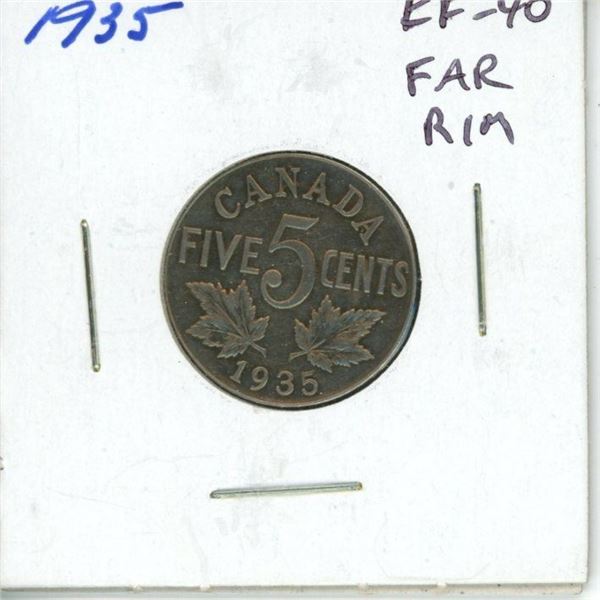 1935
EF-40
FAR
RIM
CANADA
FIVE 5 CENTS
1935